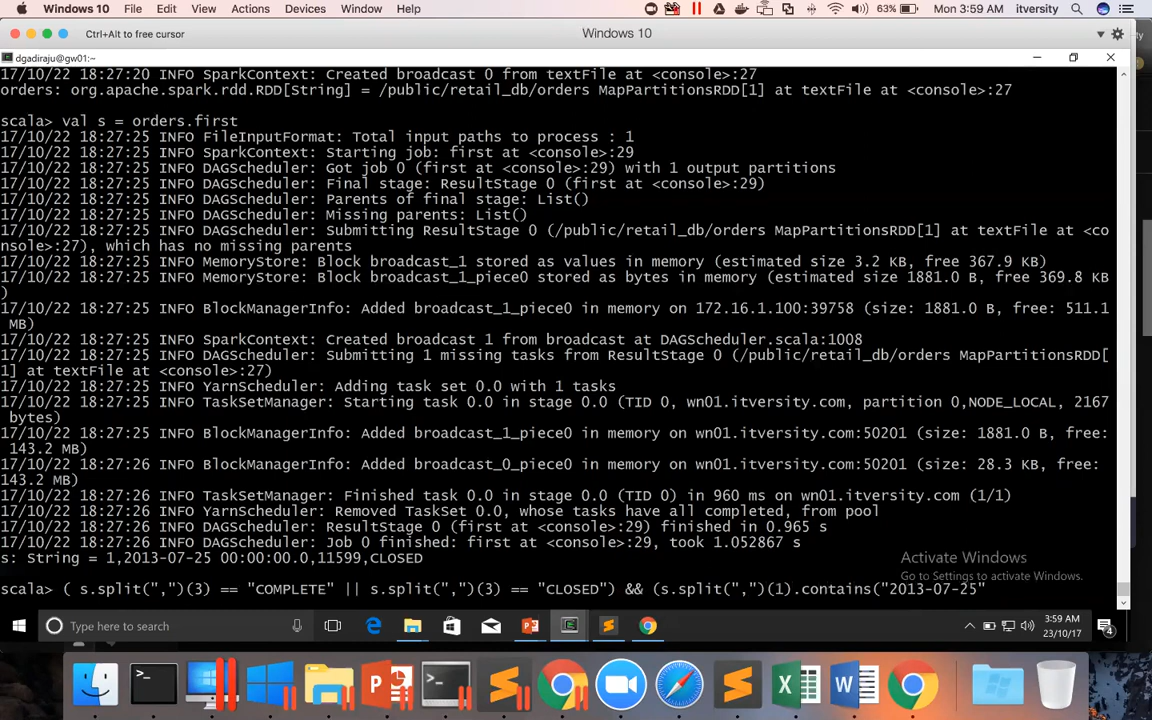 Windows 10 File Edit View Actions Devices Window Help 63% Mon 3:59 AM itversity
Ctrl+Alt to free cursor Windows 10
dgadiraju@gw01:~
17/10/22 18:27:20 INFO SparkContext: Created broadcast 0 from textFile at <console>:27
orders: org.apache.spark.rdd.RDD[String] = /public/retail_db/orders MapPartitionsRDD[1] at textFile at <console>:27
scala> val s = orders.first
17/10/22 18:27:25 INFO FileInputFormat: Total input paths to process : 1
17/10/22 18:27:25 INFO SparkContext: Starting job: first at <console>:29
17/10/22 18:27:25 INFO DAGScheduler: Got job 0 (first at <console>:29) with 1 output partitions
17/10/22 18:27:25 INFO DAGScheduler: Final stage: ResultStage 0 (first at <console>:29)
17/10/22 18:27:25 INFO DAGScheduler: Parents of final stage: List()
17/10/22 18:27:25 INFO DAGScheduler: Missing parents: List()
17/10/22 18:27:25 INFO DAGScheduler: Submitting ResultStage 0 (/public/retail_db/orders MapPartitionsRDD[1] at textFile at <co
nsole>:27), which has no missing parents
17/10/22 18:27:25 INFO MemoryStore: Block broadcast_1 stored as values in memory (estimated size 3.2 KB, free 367.9 KB)
17/10/22 18:27:25 INFO MemoryStore: Block broadcast_1_piece0 stored as bytes in memory (estimated size 1881.0 B, free 369.8 KB
)
17/10/22 18:27:25 INFO BlockManagerInfo: Added broadcast_1_piece0 in memory on 172.16.1.100:39758 (size: 1881.0 B, free: 511.1
MB)
17/10/22 18:27:25 INFO SparkContext: Created broadcast 1 from broadcast at DAGScheduler.scala:1008
17/10/22 18:27:25 INFO DAGScheduler: Submitting 1 missing tasks from ResultStage 0 (/public/retail_db/orders MapPartitionsRDD[
1] at textFile at <console>:27)
17/10/22 18:27:25 INFO YarnScheduler: Adding task set 0.0 with 1 tasks
17/10/22 18:27:25 INFO TaskSetManager: Starting task 0.0 in stage 0.0 (TID 0, wn01.itversity.com, partition 0,NODE_LOCAL, 2167
bytes)
17/10/22 18:27:25 INFO BlockManagerInfo: Added broadcast_1_piece0 in memory on wn01.itversity.com:50201 (size: 1881.0 B, free:
143.2 MB)
17/10/22 18:27:26 INFO BlockManagerInfo: Added broadcast_0_piece0 in memory on wn01.itversity.com:50201 (size: 28.3 KB, free:
143.2 MB)
17/10/22 18:27:26 INFO TaskSetManager: Finished task 0.0 in stage 0.0 (TID 0) in 960 ms on wn01.itversity.com (1/1)
17/10/22 18:27:26 INFO YarnScheduler: Removed TaskSet 0.0, whose tasks have all completed, from pool
17/10/22 18:27:26 INFO DAGScheduler: ResultStage 0 (first at <console>:29) finished in 0.965 s
17/10/22 18:27:26 INFO DAGScheduler: Job 0 finished: first at <console>:29, took 1.052867 s
s: String = 1,2013-07-25 00:00:00.0,11599,CLOSED
Activate Windows
Go to Settings to activate Windows.
scala> ( s.split(",")(3) == "COMPLETE" || s.split(",")(3) == "CLOSED") && (s.split(",")(1).contains("2013-07-25"
Type here to search
3:59 AM
23/10/17
4